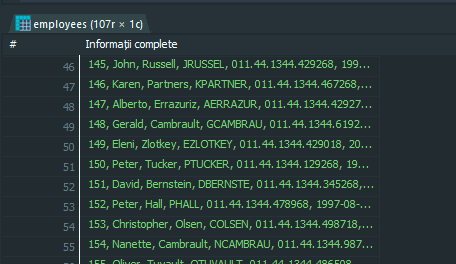 employees (107r × 1c)
# Informații complete
46 145, John, Russell, JRUSSEL, 011.44.1344.429268, 199...
47 146, Karen, Partners, KPARTNER, 011.44.1344.467268,...
48 147, Alberto, Errazuriz, AERRAZUR, 011.44.1344.42927...
49 148, Gerald, Cambrault, GCAMBRAU, 011.44.1344.6192...
50 149, Eleni, Zlotkey, EZLOTKEY, 011.44.1344.429018, 20...
51 150, Peter, Tucker, PTUCKER, 011.44.1344.129268, 19...
52 151, David, Bernstein, DBERNSTE, 011.44.1344.345268,...
53 152, Peter, Hall, PHALL, 011.44.1344.478968, 1997-08-...
54 153, Christopher, Olsen, COLSEN, 011.44.1344.498718,...
55 154, Nanette, Cambrault, NCAMBRAU, 011.44.1344.987...
155, Oliver, Tuvault, OTUVAULT, 011.44.1344.486508